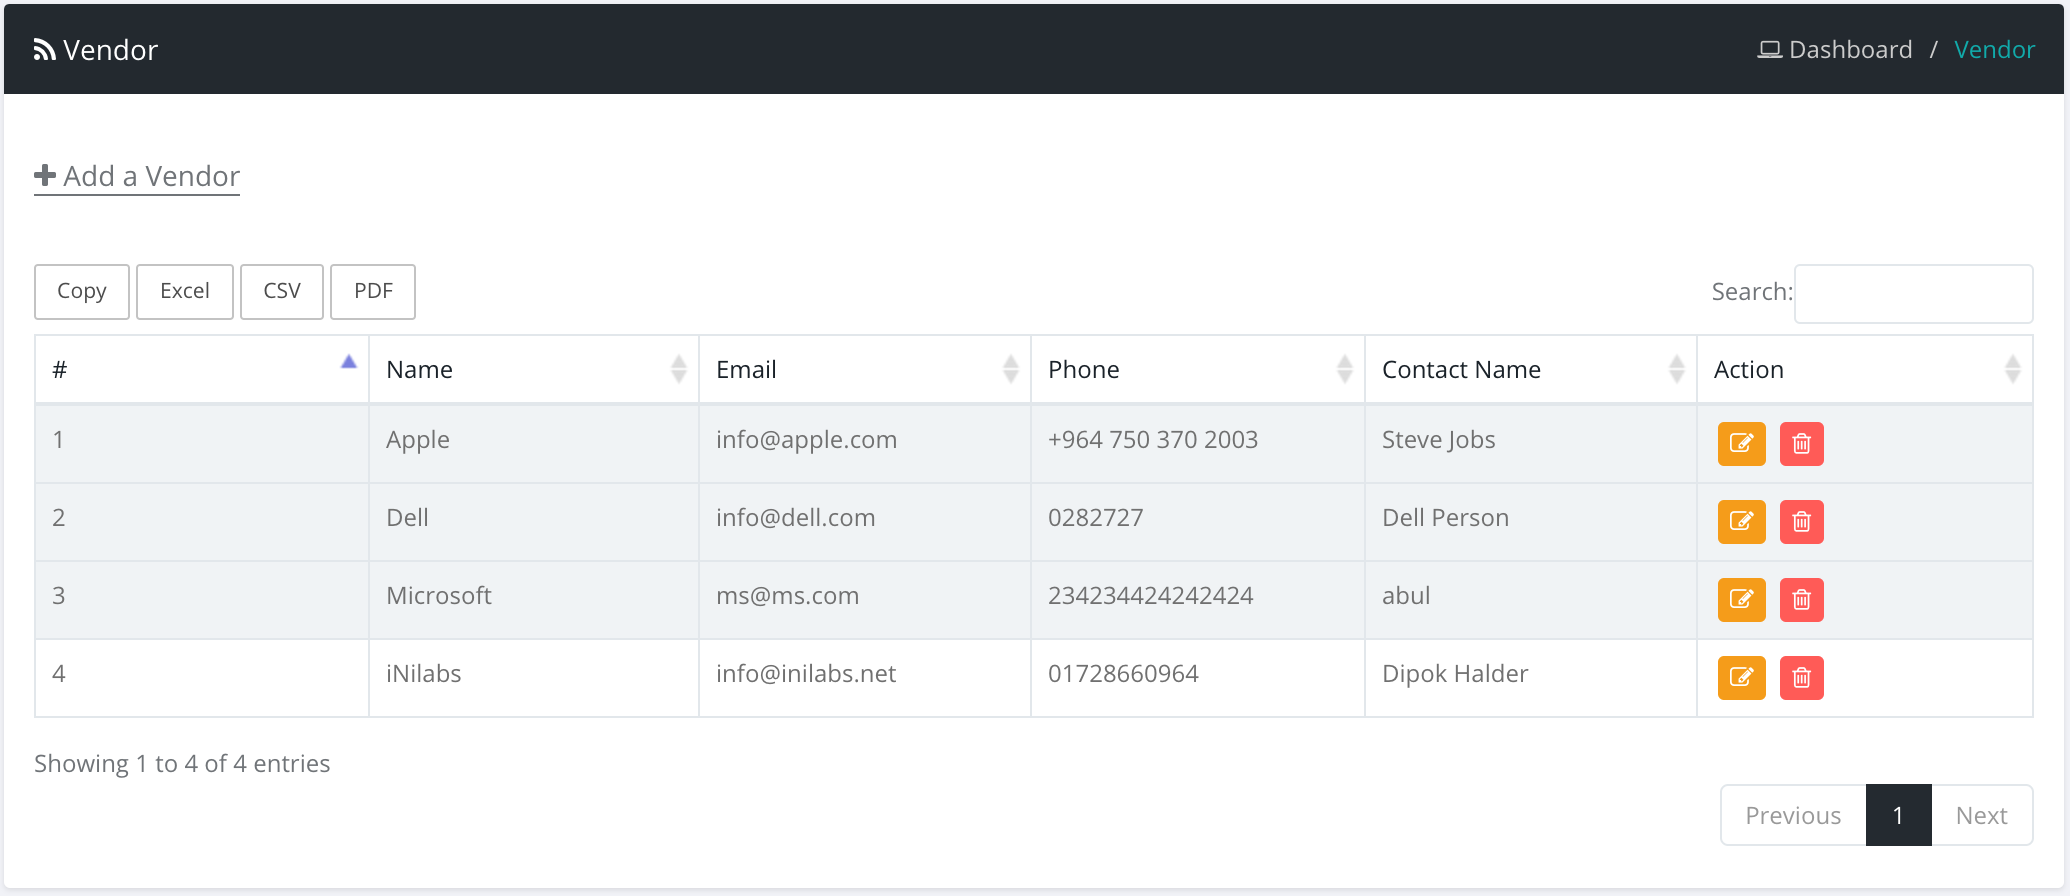 Vendor
Dashboard / Vendor
Add a Vendor
Copy Excel CSV PDF
Search:
# Name Email Phone Contact Name Action
1 Apple info@apple.com +964 750 370 2003 Steve Jobs
2 Dell info@dell.com 0282727 Dell Person
3 Microsoft ms@ms.com 234234424242424 abul
4 iNilabs info@inilabs.net 01728660964 Dipok Halder
Showing 1 to 4 of 4 entries
Previous 1 Next